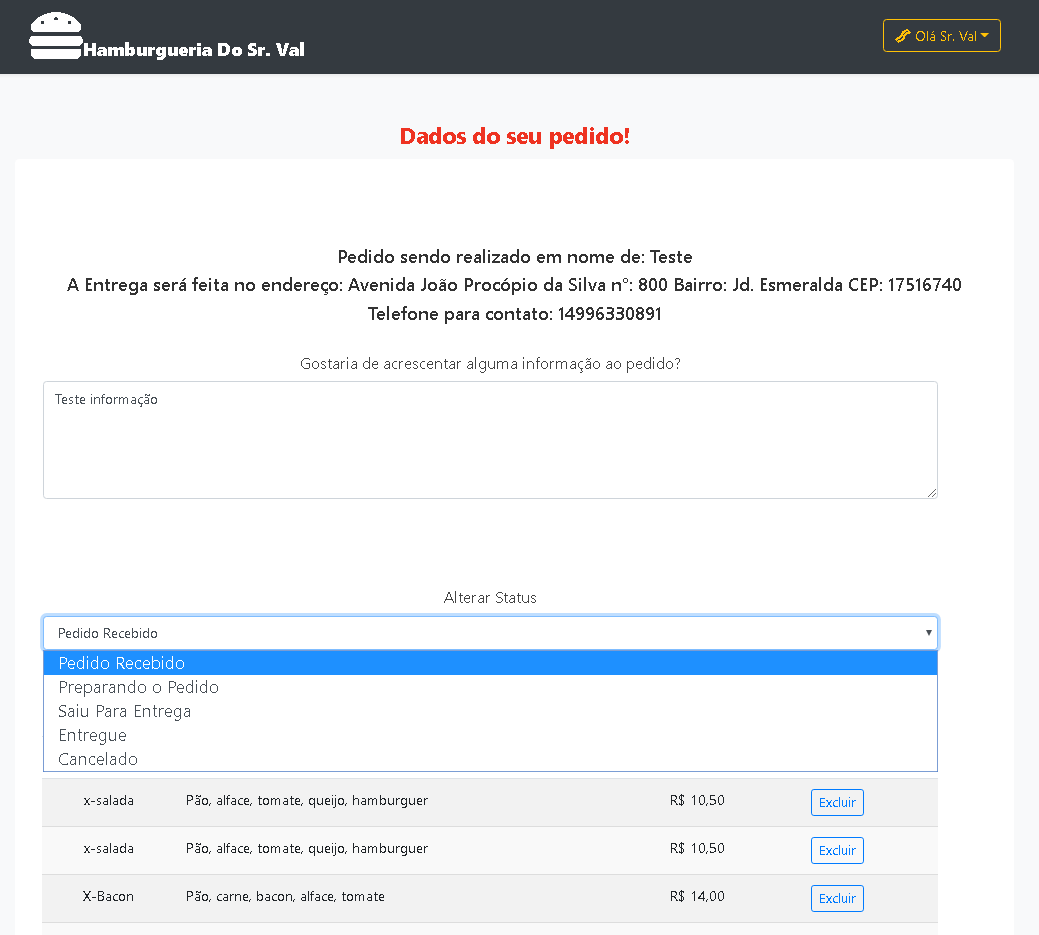 Hamburgueria Do Sr. Val
Olá Sr. Val
Dados do seu pedido!
Pedido sendo realizado em nome de: Teste
A Entrega será feita no endereço: Avenida João Procópio da Silva n°: 800 Bairro: Jd. Esmeralda CEP: 17516740
Telefone para contato: 14996330891
Gostaria de acrescentar alguma informação ao pedido?
Teste informação
Alterar Status
Pedido Recebido
Pedido Recebido
Preparando o Pedido
Saiu Para Entrega
Entregue
Cancelado
x-salada Pão, alface, tomate, queijo, hamburguer R$ 10,50 Excluir
x-salada Pão, alface, tomate, queijo, hamburguer R$ 10,50 Excluir
X-Bacon Pão, carne, bacon, alface, tomate R$ 14,00 Excluir